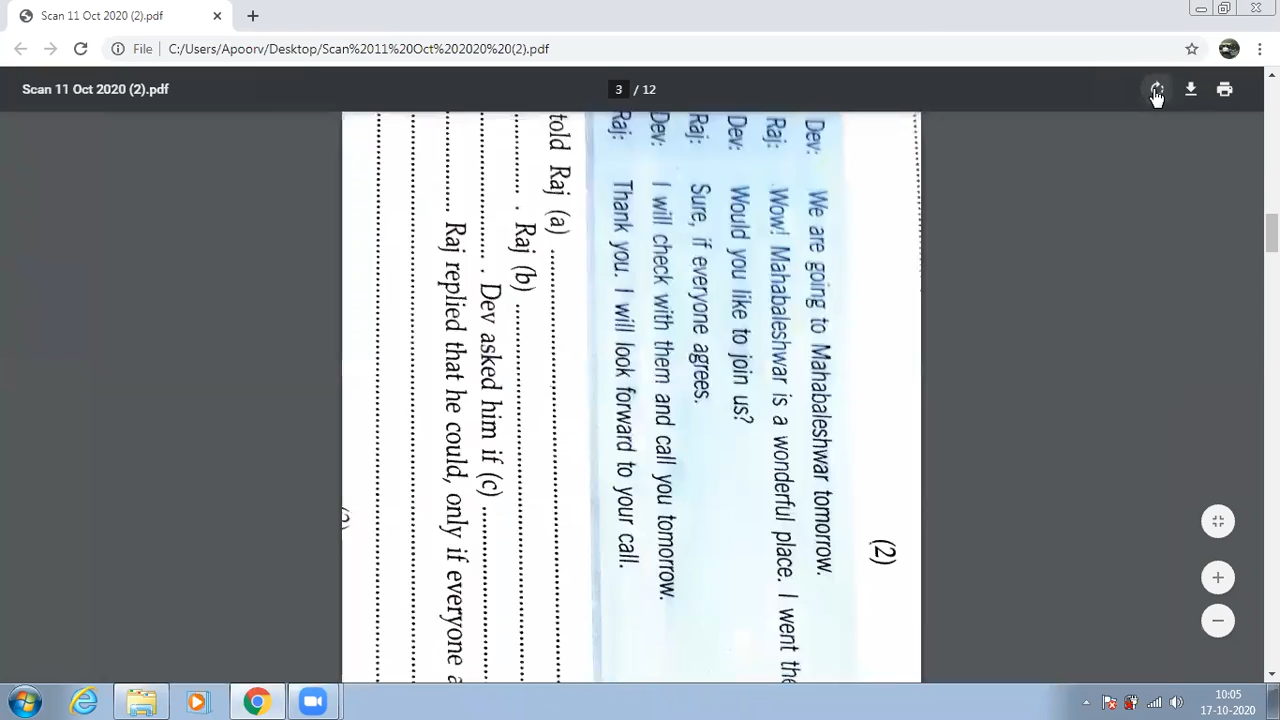 Scan 11 Oct 2020 (2).pdf
File
C:/Users/Apoorv/Desktop/Scan%2011%20Oct%202020%20(2).pdf
Scan 11 Oct 2020 (2).pdf
3 / 12
(2)
Dev: We are going to Mahabaleshwar tomorrow.
Raj: Wow! Mahabaleshwar is a wonderful place. I went the
Dev: Would you like to join us?
Raj: Sure, if everyone agrees.
Dev: I will check with them and call you tomorrow.
Raj: Thank you. I will look forward to your call.
told Raj (a) ........................................
............ . Raj (b) ........................................
.................... . Dev asked him if (c) ....................
.............. Raj replied that he could, only if everyone a
10:05
17-10-2020